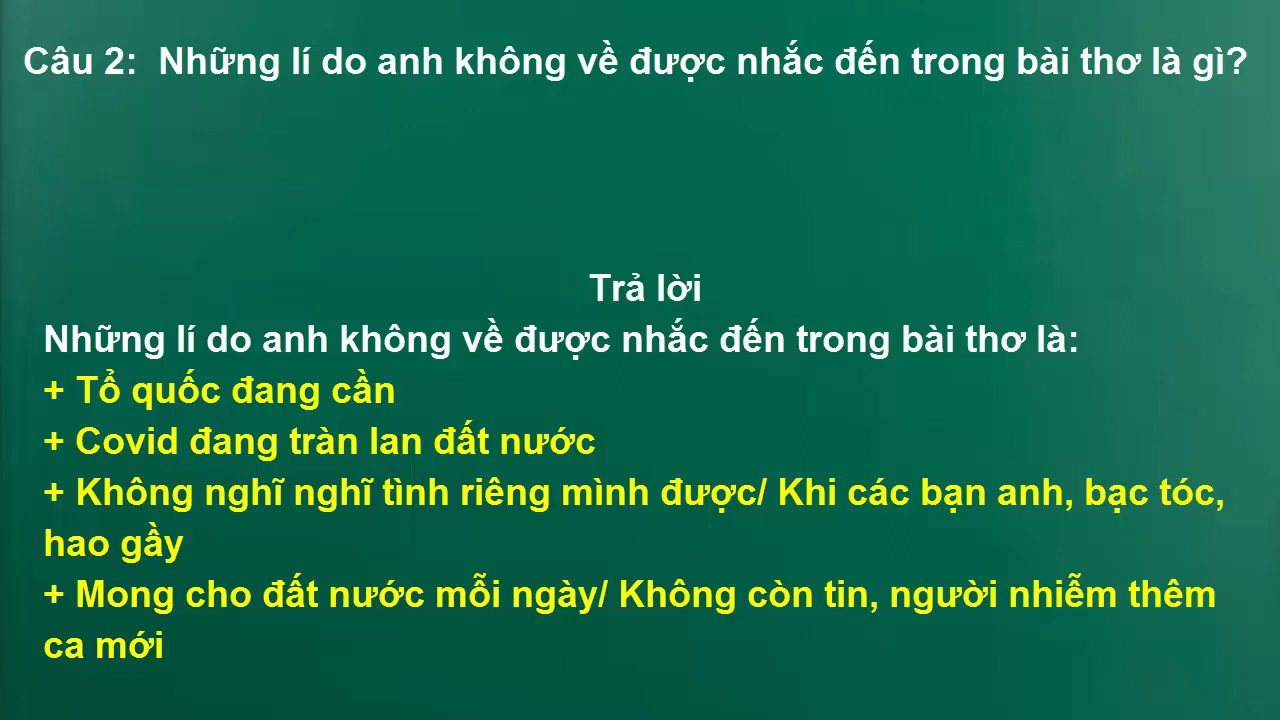 Câu 2:  Những lí do anh không về được nhắc đến trong bài thơ là gì?
Trả lời
Những lí do anh không về được nhắc đến trong bài thơ là:
+ Tổ quốc đang cần
+ Covid đang tràn lan đất nước
+ Không nghĩ nghĩ tình riêng mình được/ Khi các bạn anh, bạc tóc,
hao gầy
+ Mong cho đất nước mỗi ngày/ Không còn tin, người nhiễm thêm
ca mới